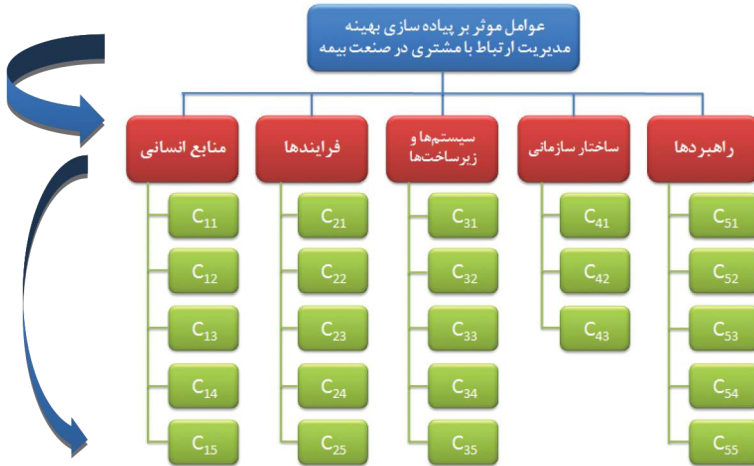 عوامل موثر بر پیاده سازی بهینه
مدیریت ارتباط با مشتری در صنعت بیمه
راهبردها
ساختار سازمانی
سیستم‌ها و
زیرساخت‌ها
فرایندها
منابع انسانی
C11
C21
C31
C41
C51
C12
C22
C32
C42
C52
C13
C23
C33
C43
C53
C14
C24
C34
C54
C15
C25
C35
C55